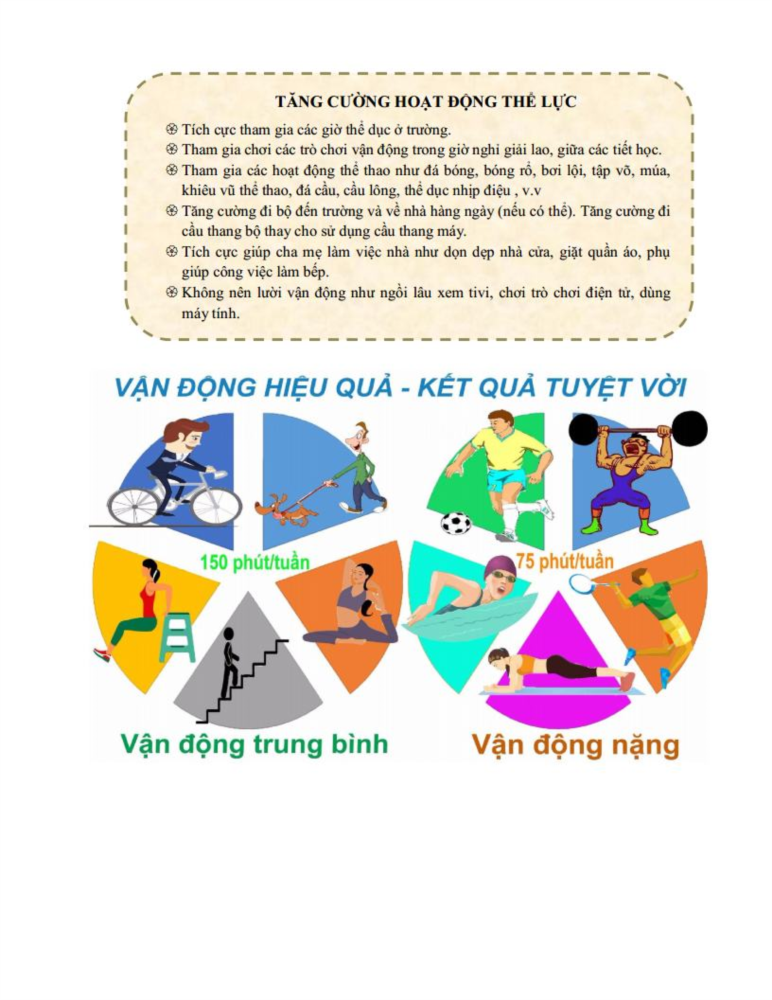 TĂNG CƯỜNG HOẠT ĐỘNG THỂ LỰC
Tích cực tham gia các giờ thể dục ở trường.
Tham gia chơi các trò chơi vận động trong giờ nghỉ giải lao, giữa các tiết học.
Tham gia các hoạt động thể thao như đá bóng, bóng rổ, bơi lội, tập võ, múa,
khiêu vũ thể thao, đá cầu, cầu lông, thể dục nhịp điệu , v.v
Tăng cường đi bộ đến trường và về nhà hàng ngày (nếu có thể). Tăng cường đi
cầu thang bộ thay cho sử dụng cầu thang máy.
Tích cực giúp cha mẹ làm việc nhà như dọn dẹp nhà cửa, giặt quần áo, phụ
giúp công việc làm bếp.
Không nên lười vận động như ngồi lâu xem tivi, chơi trò chơi điện tử, dùng
máy tính.
VẬN ĐỘNG HIỆU QUẢ - KẾT QUẢ TUYỆT VỜI
150 phút/tuần
75 phút/tuần
Vận động trung bình
Vận động nặng